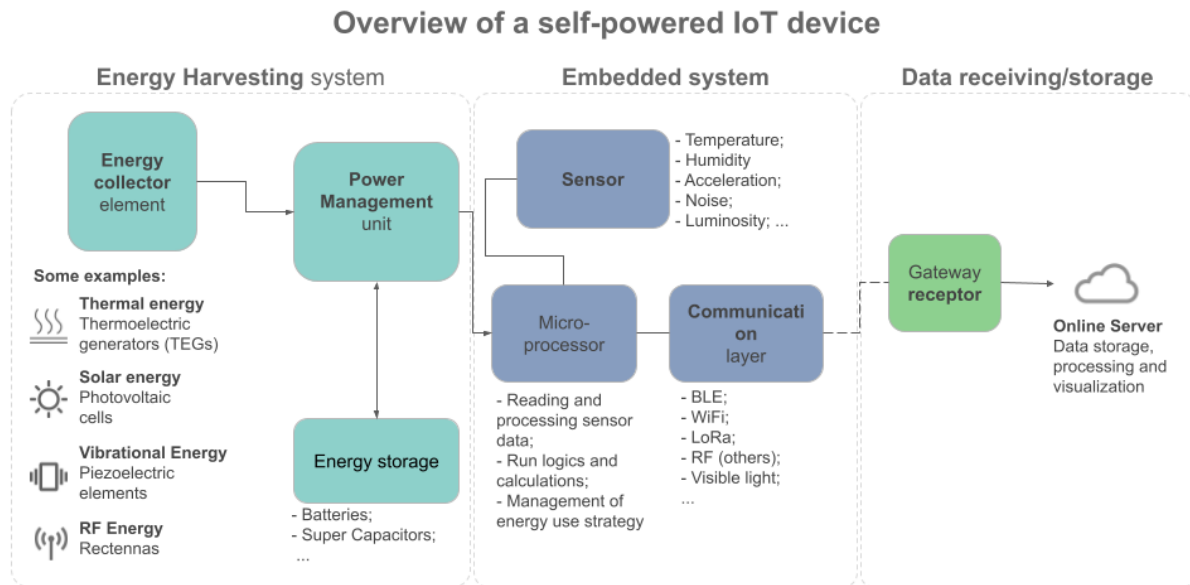 Overview of a self-powered IoT device
Energy Harvesting system
Energy
collector
element
Power
Management
unit
Some examples:
Thermal energy
Thermoelectric
generators (TEGs)
Solar energy
Photovoltaic
cells
Vibrational Energy
Piezoelectric
elements
RF Energy
Rectennas
Energy storage
- Batteries;
- Super Capacitors;
...
Embedded system
Sensor
- Temperature;
- Humidity
- Acceleration;
- Noise;
- Luminosity; ...
Micro-
processor
- Reading and
processing sensor
data;
- Run logics and
calculations;
- Management of
energy use strategy
Communicati
on
layer
- BLE;
- WiFi;
- LoRa;
- RF (others);
- Visible light;
...
Data receiving/storage
Gateway
receptor
Online Server
Data storage,
processing and
visualization